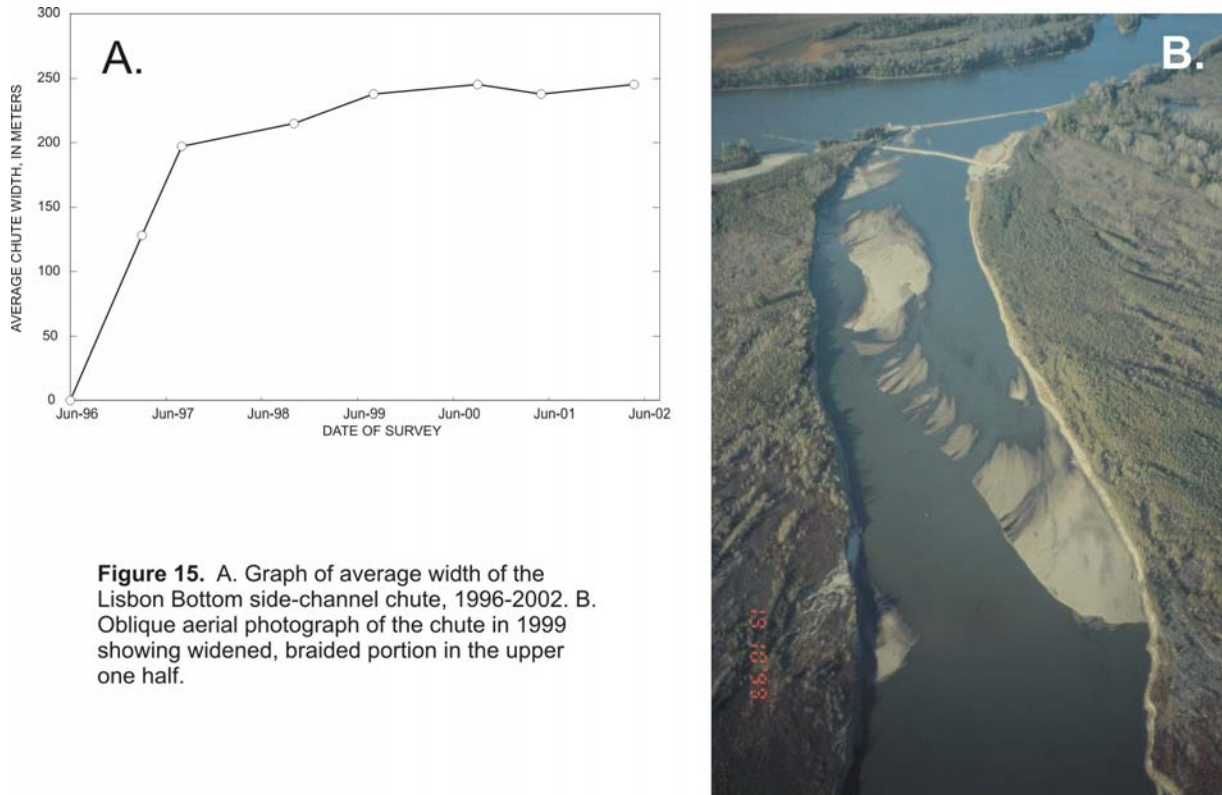 300
250
200
150
100
50
0
AVERAGE CHUTE WIDTH, IN METERS
A.
Jun-96 Jun-97 Jun-98 Jun-99 Jun-00 Jun-01 Jun-02
DATE OF SURVEY
Figure 15. A. Graph of average width of the
Lisbon Bottom side-channel chute, 1996-2002. B.
Oblique aerial photograph of the chute in 1999
showing widened, braided portion in the upper
one half.
B.